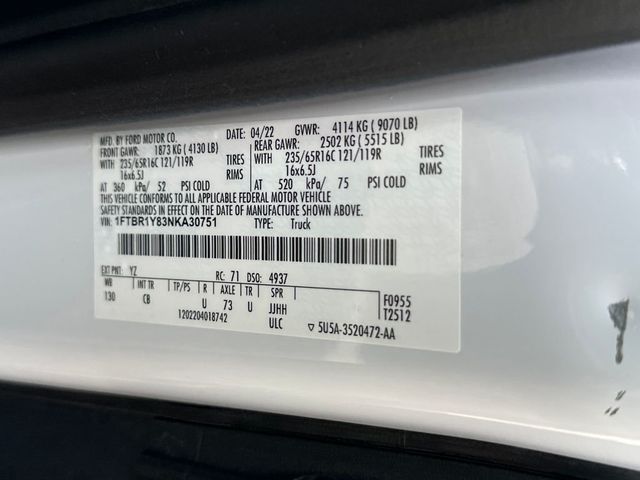 MFD. BY FORD MOTOR CO. DATE: 04/22 GVWR: 4114 KG ( 9070 LB)
FRONT GAWR: 1873 KG ( 4130 LB) REAR GAWR: 2502 KG ( 5515 LB)
WITH 235/65R16C 121/119R TIRES WITH 235/65R16C 121/119R TIRES
16x6.5J RIMS 16x6.5J RIMS
AT 360 kPa/ 52 PSI COLD AT 520 kPa/ 75 PSI COLD
THIS VEHICLE CONFORMS TO ALL APPLICABLE FEDERAL MOTOR VEHICLE
SAFETY STANDARDS IN EFFECT ON THE DATE OF MANUFACTURE SHOWN ABOVE.
VIN: 1FTBR1Y83NKA30751 TYPE: Truck
EXT PNT: YZ RC: 71 DSO: 4937
WB INT TR TP/PS R AXLE TR SPR F0955
130 CB U 73 U JJHH T2512
1202204018742 ULC ▽ 5U5A-3520472-AA